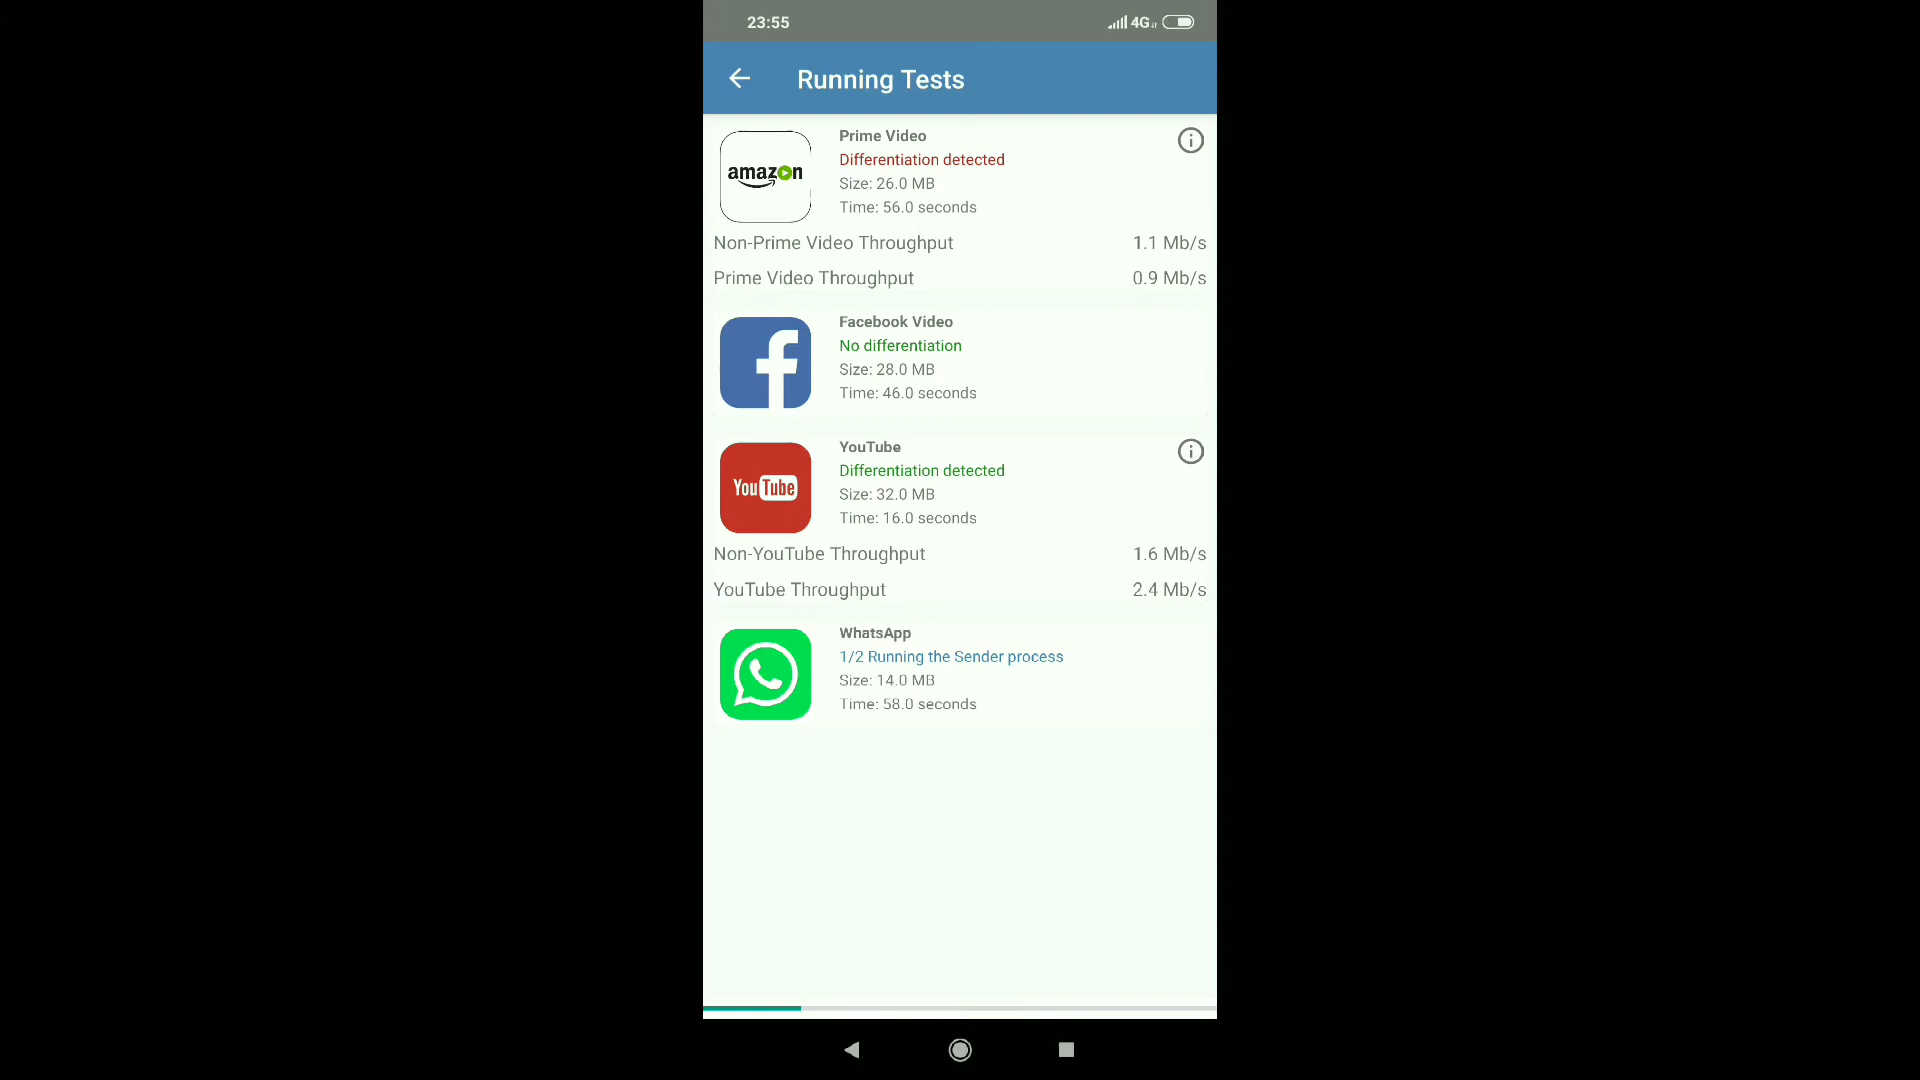 23:55 4G
Running Tests
amazon
Prime Video
Differentiation detected
Size: 26.0 MB
Time: 56.0 seconds
Non-Prime Video Throughput 1.1 Mb/s
Prime Video Throughput 0.9 Mb/s
Facebook Video
No differentiation
Size: 28.0 MB
Time: 46.0 seconds
YouTube
YouTube
Differentiation detected
Size: 32.0 MB
Time: 16.0 seconds
Non-YouTube Throughput 1.6 Mb/s
YouTube Throughput 2.4 Mb/s
WhatsApp
1/2 Running the Sender process
Size: 14.0 MB
Time: 58.0 seconds